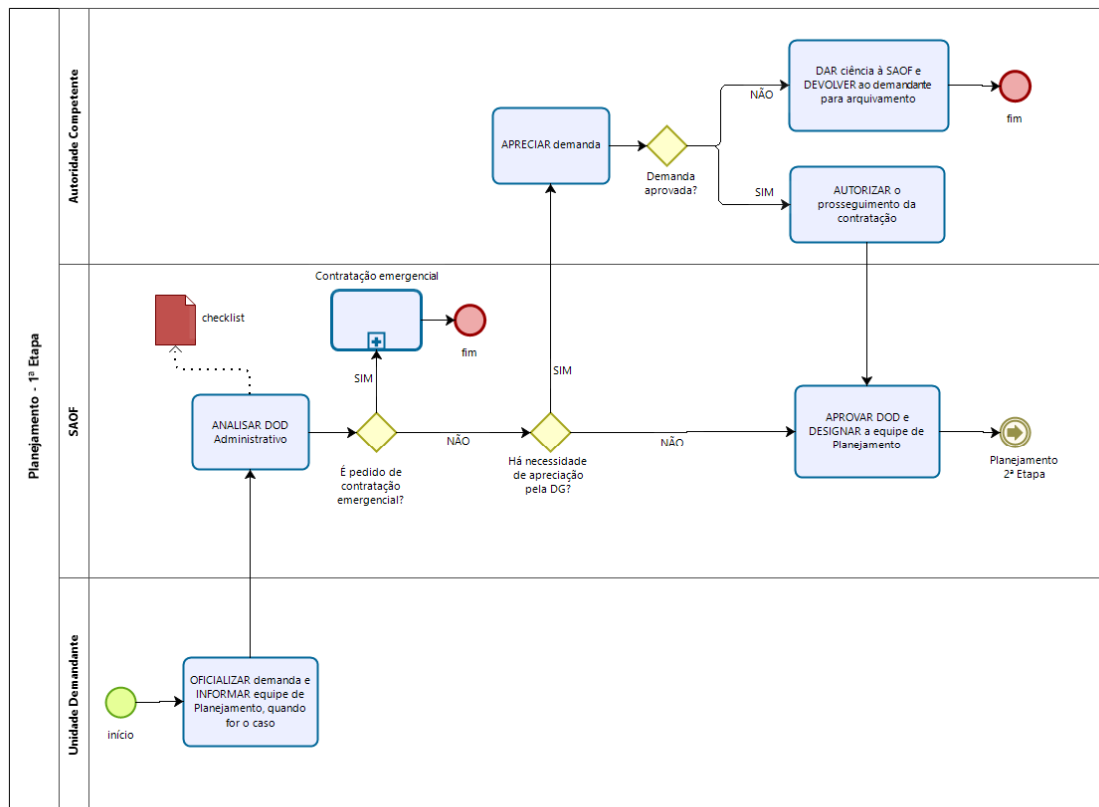 Planejamento - 1ª Etapa
Autoridade Competente
DAR ciência à SAOF e
DEVOLVER ao demandante
para arquivamento
fim
NÃO
APRECIAR demanda
Demanda
aprovada?
SIM
AUTORIZAR o
prosseguimento da
contratação
SAOF
Contratação emergencial
fim
checklist
SIM
SIM
ANALISAR DOD
Administrativo
É pedido de
contratação
emergencial?
NÃO
Há necessidade
de apreciação
pela DG?
NÃO
APROVAR DOD e
DESIGNAR a equipe de
Planejamento
Planejamento
2ª Etapa
Unidade Demandante
início
OFICIALIZAR demanda e
INFORMAR equipe de
Planejamento, quando
for o caso